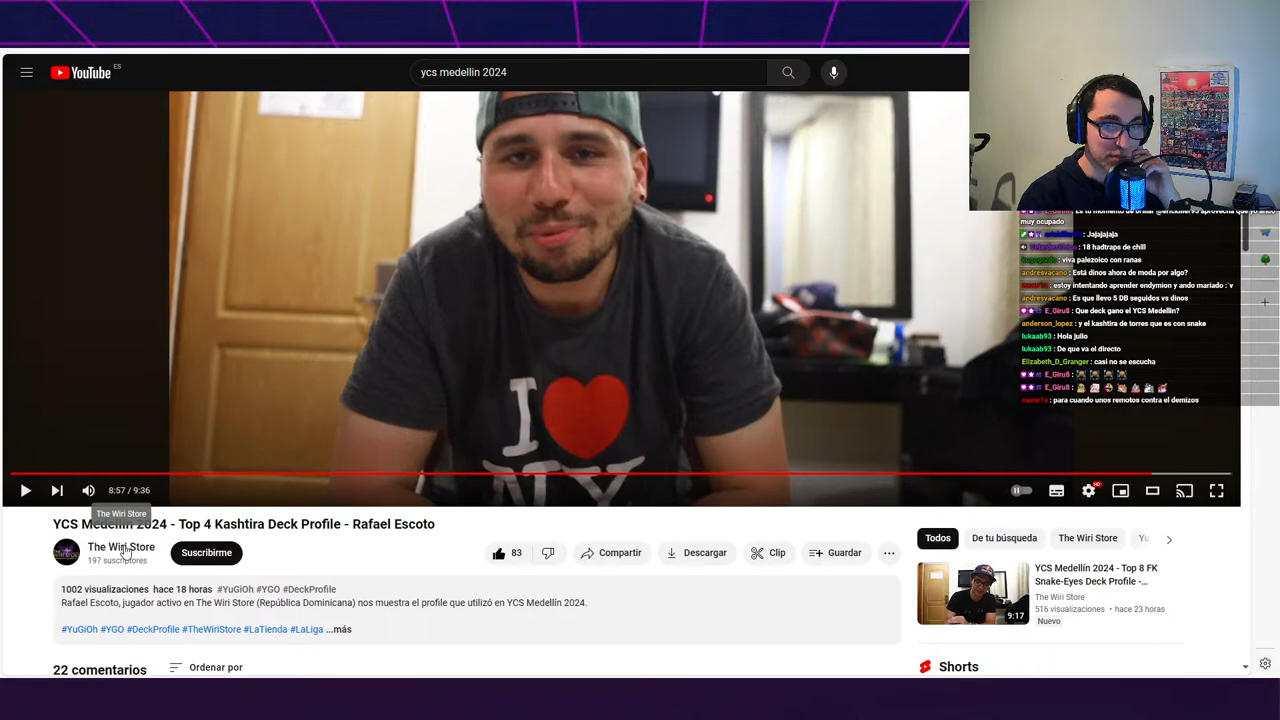 YouTube ES
ycs medellin 2024
muy ocupado
: Jajajajaja
: 18 hadtraps de chill
: viva palezoico con ranas
andresvacano : Está dinos ahora de moda por algo?
: estoy intentando aprender endymion y ando mariado :´v
andresvacano : Es que llevo 5 DB seguidos vs dinos
E_Giru8 : Que deck gano el YCS Medellin?
anderson_lopez : y el kashtira de torres que es con snake
lukaab93 : Hola julio
lukaab93 : De que va el directo
Elizabeth_D_Granger : casi no se escucha
E_Giru8 :
E_Giru8 :
: para cuando unos remotos contra el demizos
I
NY
8:57 / 9:36
HD
The Wiri Store
YCS Medellín 2024 - Top 4 Kashtira Deck Profile - Rafael Escoto
The Wiri Store
197 suscriptores
Suscribirme
83
Compartir
Descargar
Clip
Guardar
1002 visualizaciones hace 18 horas #YuGiOh #YGO #DeckProfile
Rafael Escoto, jugador activo en The Wiri Store (República Dominicana) nos muestra el profile que utilizó en YCS Medellín 2024.
#YuGiOh #YGO #DeckProfile #TheWiriStore #LaTienda #LaLiga ...más
22 comentarios
Ordenar por
Todos
De tu búsqueda
The Wiri Store
Yu
YCS Medellín 2024 - Top 8 FK
Snake-Eyes Deck Profile -...
The Wiri Store
516 visualizaciones • hace 23 horas
Nuevo
9:17
Shorts